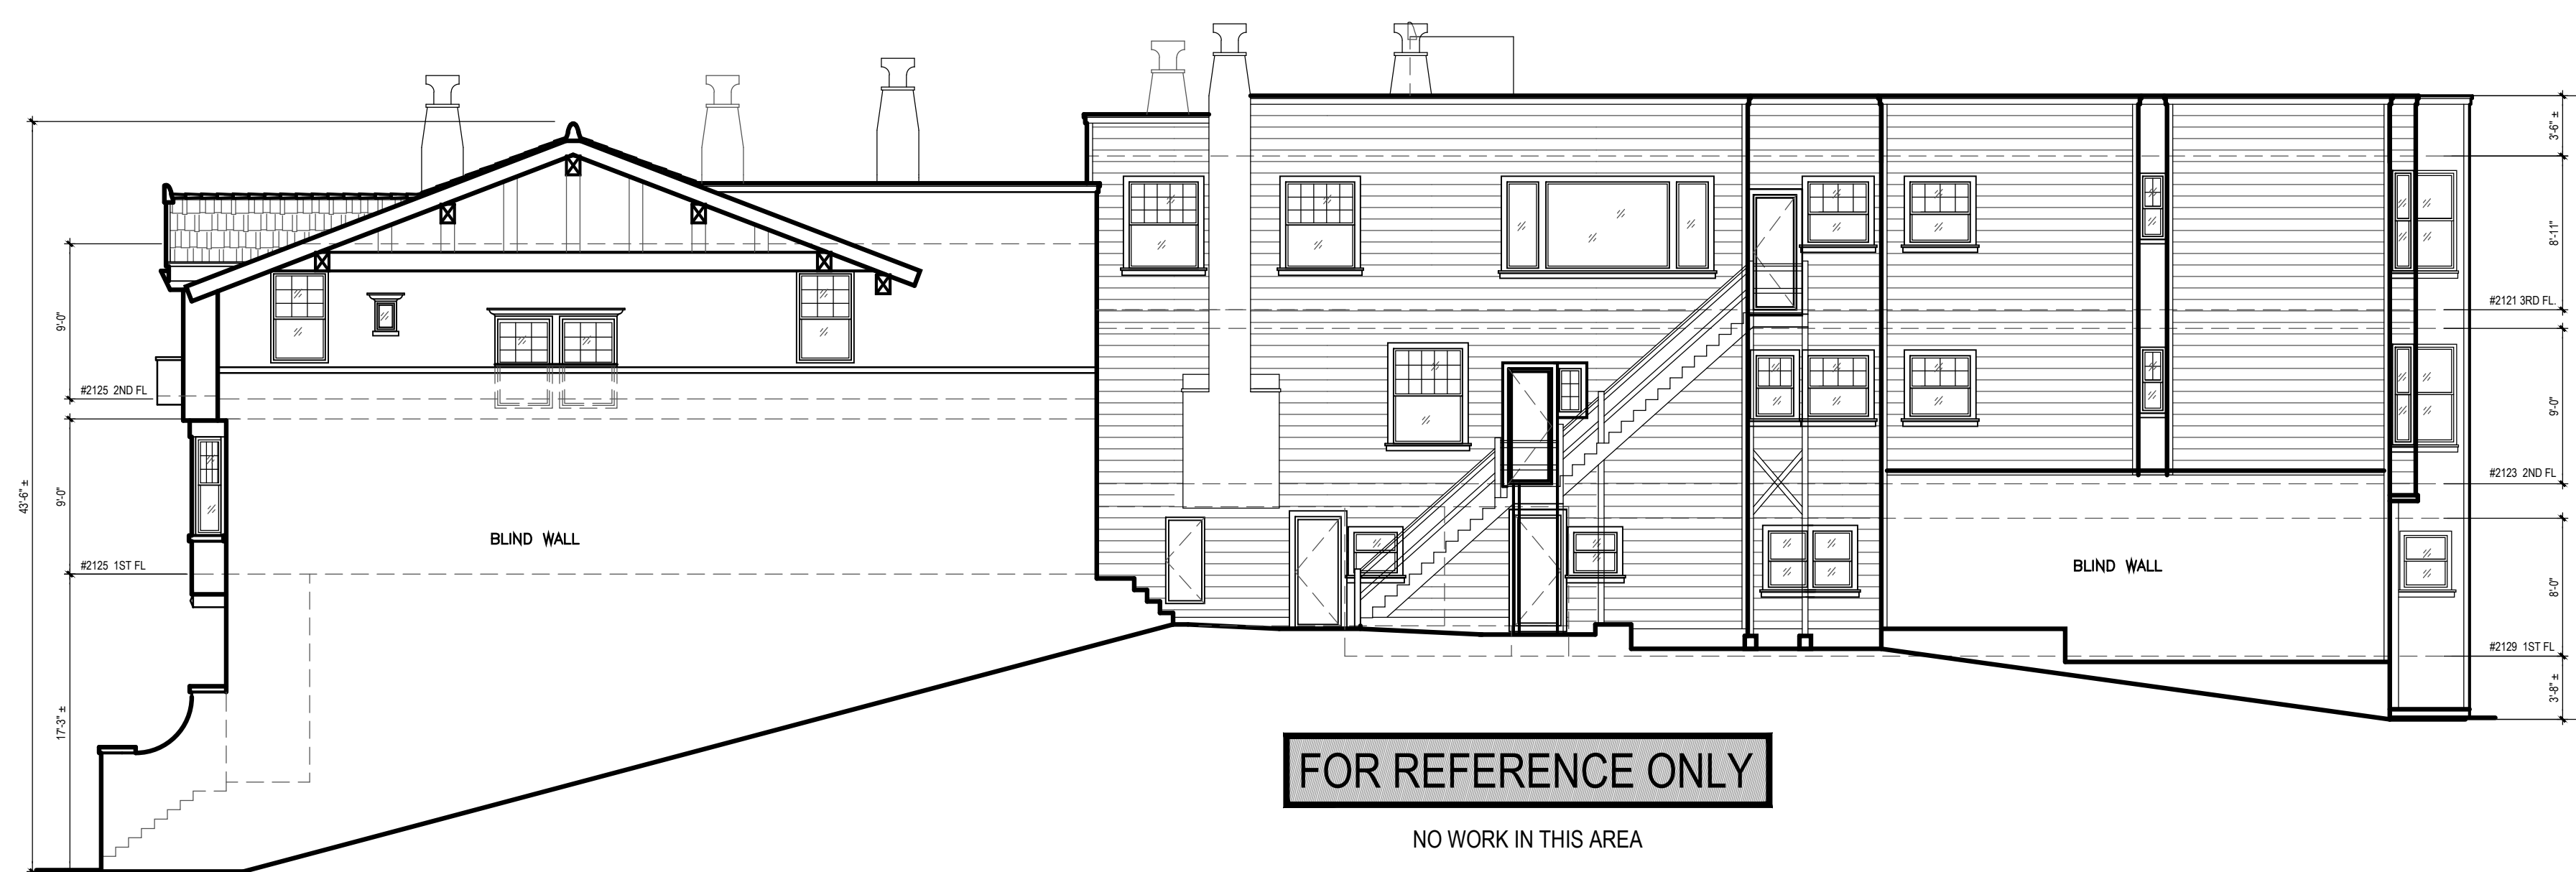 3'-6" ±
8'-11"
9'-0"
#2121 3RD FL.
9'-0"
#2125 2ND FL
#2123 2ND FL
43'-6" ±
9'-0"
BLIND WALL
#2125 1ST FL
BLIND WALL
8'-0"
#2129 1ST FL
3'-8" ±
17'-3" ±
FOR REFERENCE ONLY
NO WORK IN THIS AREA